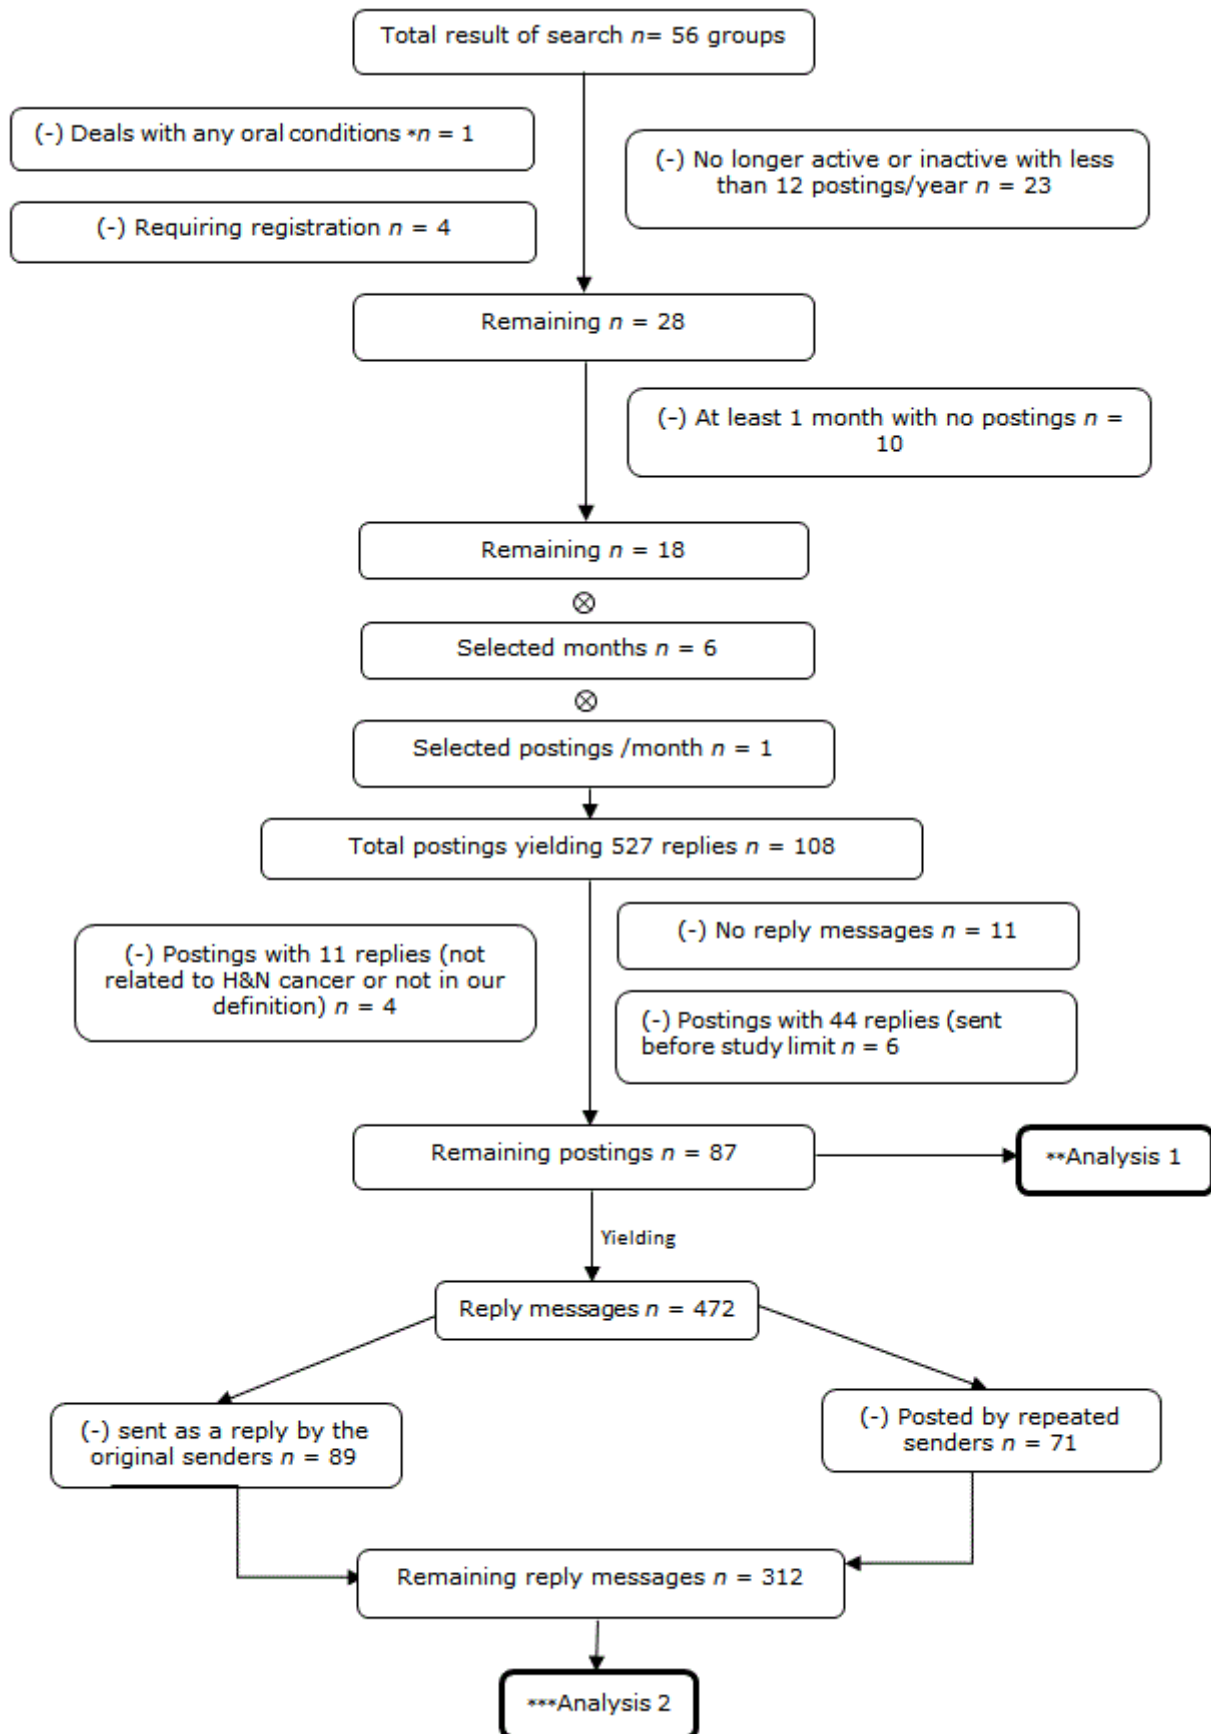 Total result of search n= 56 groups
(-) Deals with any oral conditions *n = 1
(-) No longer active or inactive with less
than 12 postings/year n = 23
(-) Requiring registration n = 4
Remaining n = 28
(-) At least 1 month with no postings n =
10
Remaining n = 18
⊗
Selected months n = 6
⊗
Selected postings /month n = 1
Total postings yielding 527 replies n = 108
(-) Postings with 11 replies (not
related to H&N cancer or not in our
definition) n = 4
(-) No reply messages n = 11
(-) Postings with 44 replies (sent
before study limit n = 6
Remaining postings n = 87
**Analysis 1
Yielding
Reply messages n = 472
(-) sent as a reply by the
original senders n = 89
(-) Posted by repeated
senders n = 71
Remaining reply messages n = 312
***Analysis 2